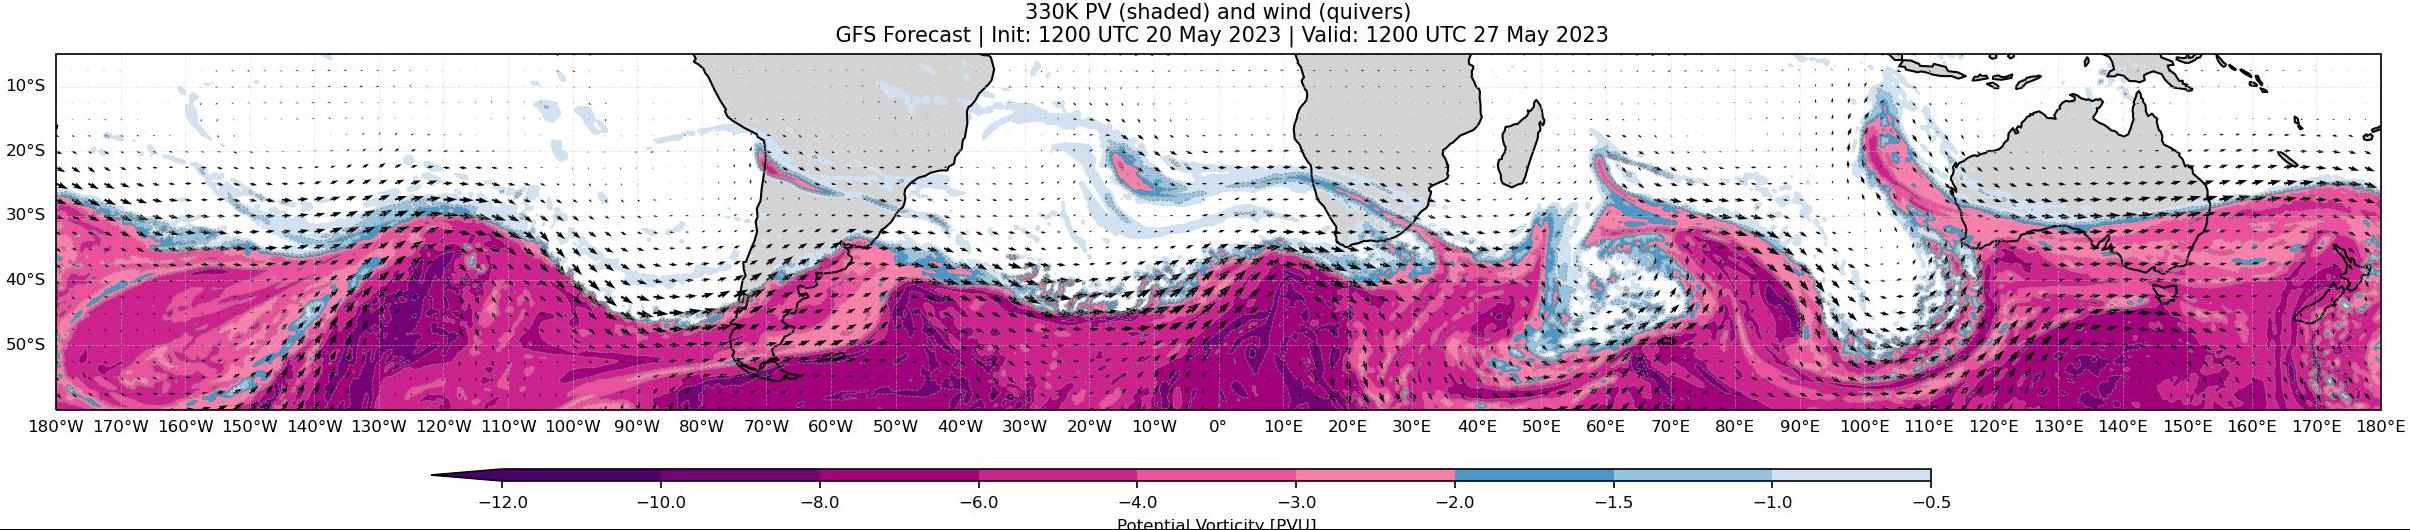 330K PV (shaded) and wind (quivers)
GFS Forecast | Init: 1200 UTC 20 May 2023 | Valid: 1200 UTC 27 May 2023
10°S
20°S
30°S
40°S
50°S
180°W 170°W 160°W 150°W 140°W 130°W 120°W 110°W 100°W 90°W 80°W 70°W 60°W 50°W 40°W 30°W 20°W 10°W 0° 10°E 20°E 30°E 40°E 50°E 60°E 70°E 80°E 90°E 100°E 110°E 120°E 130°E 140°E 150°E 160°E 170°E 180°E
−12.0 −10.0 −8.0 −6.0 −4.0 −3.0 −2.0 −1.5 −1.0 −0.5
Potential Vorticity [PVU]